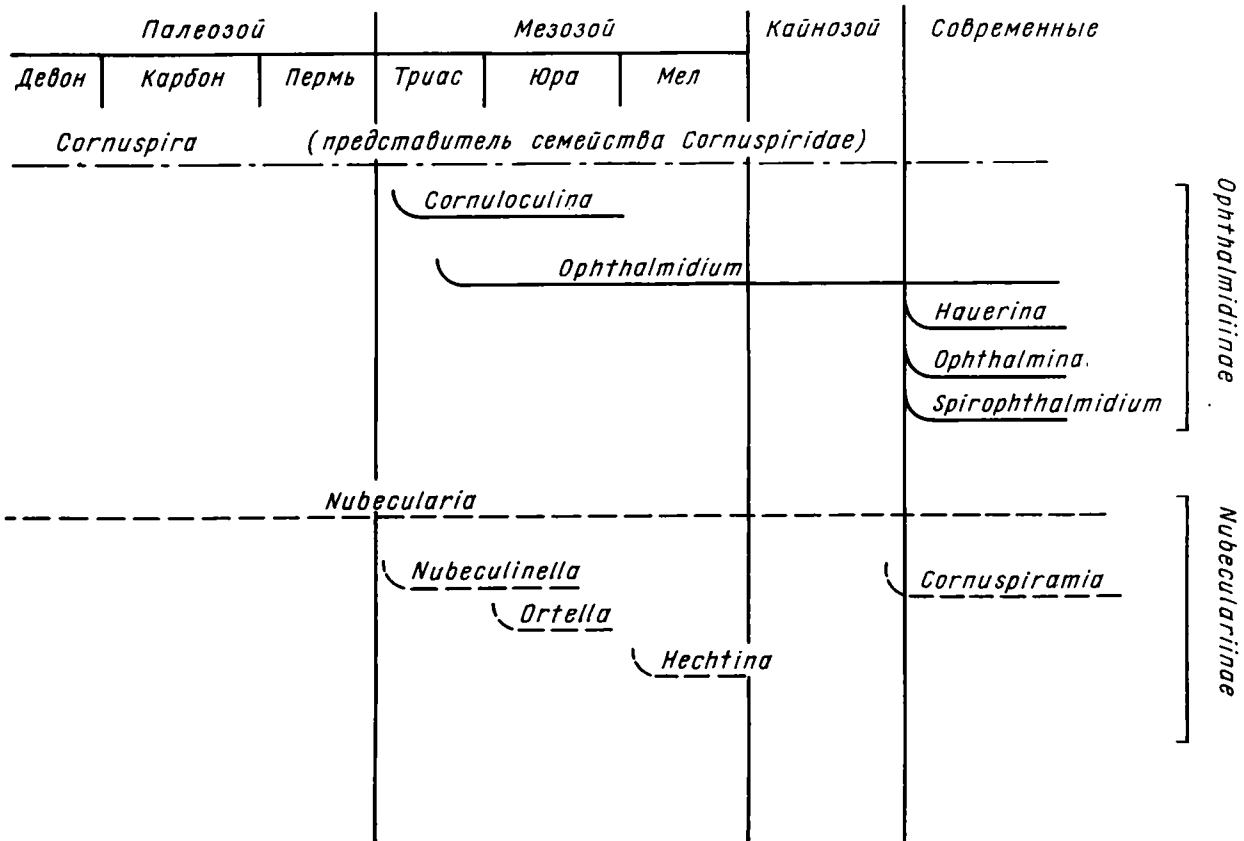 Палеозой Мезозой Кайнозой Современные
Девон Карбон Пермь Триас Юра Мел
Cornuspira (представитель семейства Cornuspiridae)
Cornuloculina
Ophthalmidium
Hauerina
Ophthalmina
Spirophthalmidium
Ophthalmidiinae
Nubecularia
Nubeculinella
Cornuspiramia
Ortella
Hechtina
Nubeculariinae